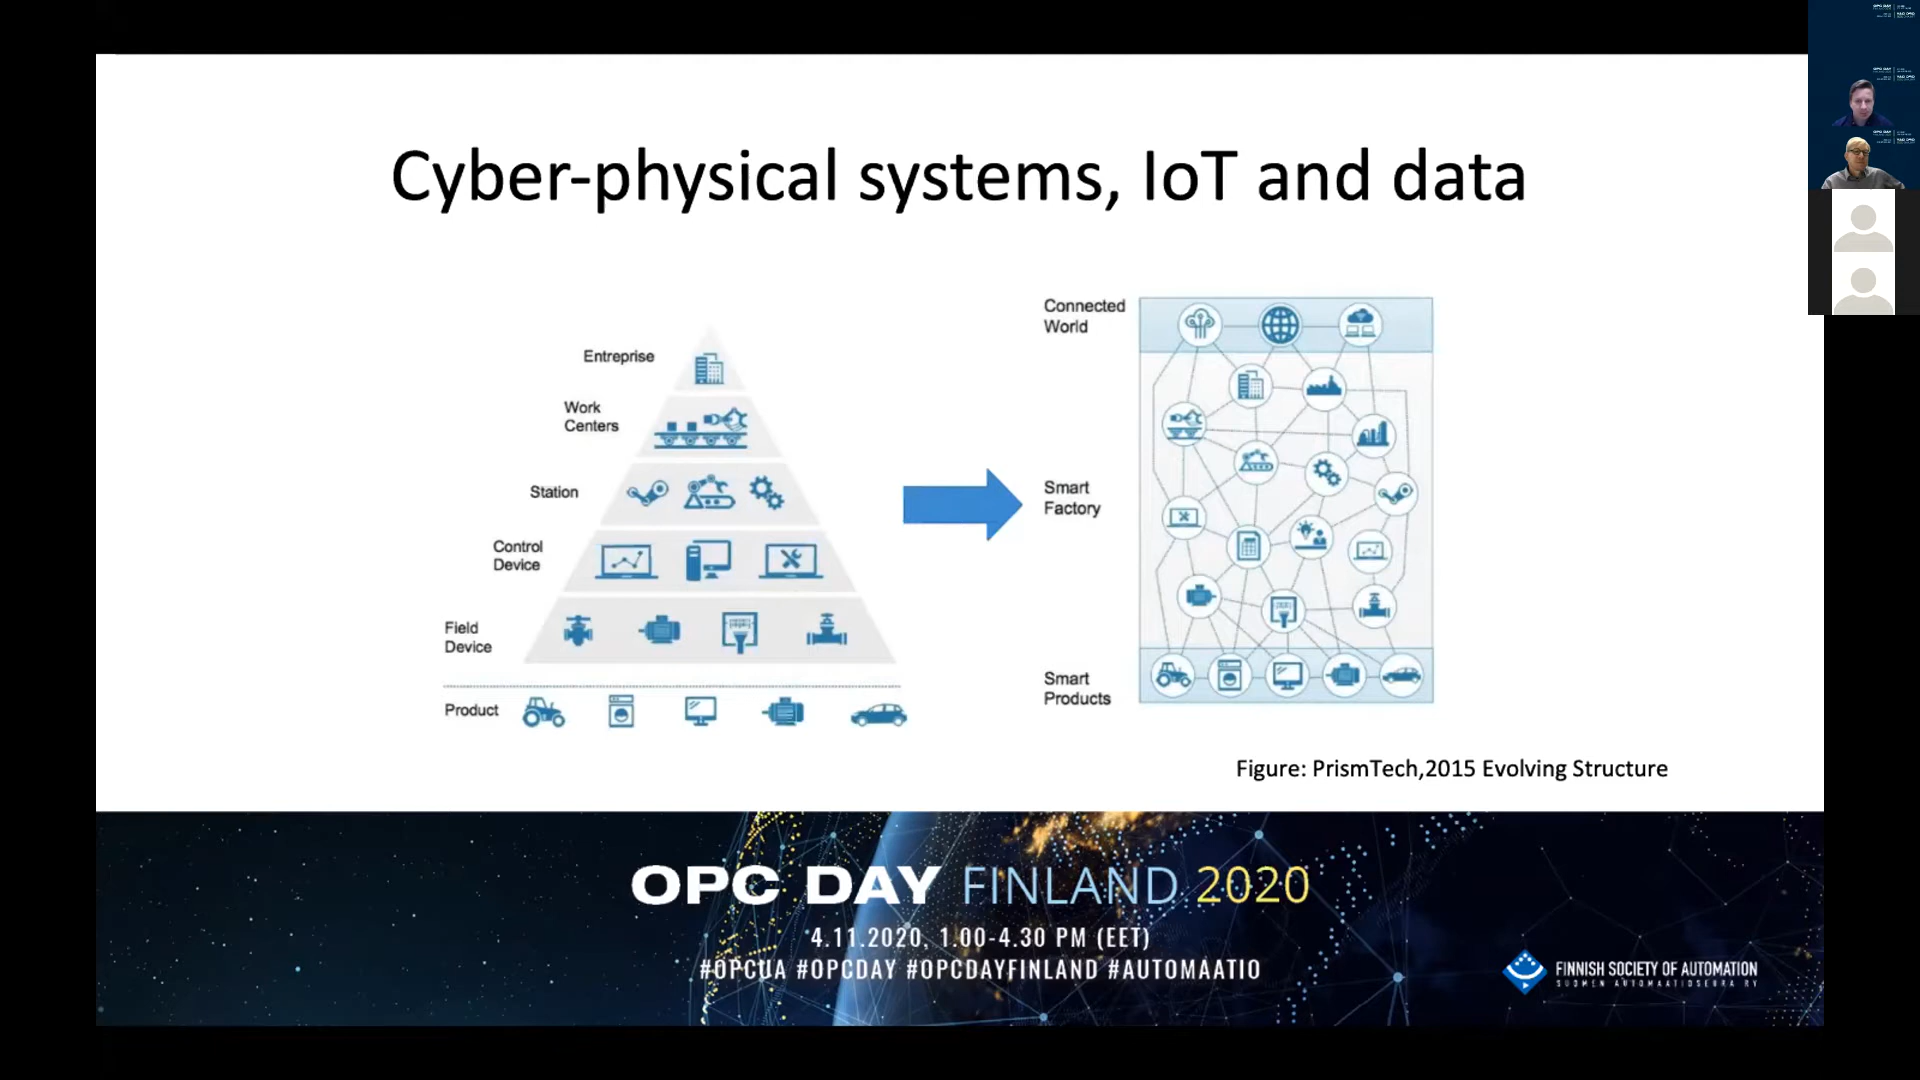 Cyber-physical systems, IoT and data
Entreprise
Work
Centers
Station
Control
Device
Field
Device
Product
Connected
World
Smart
Factory
Smart
Products
Figure: PrismTech,2015 Evolving Structure
OPC DAY FINLAND 2020
4.11.2020, 1.00-4.30 PM (EET)
#OPCUA #OPCDAY #OPCDAYFINLAND #AUTOMAATIO
FINNISH SOCIETY OF AUTOMATION
SUOMEN AUTOMAATIOSEURA RY